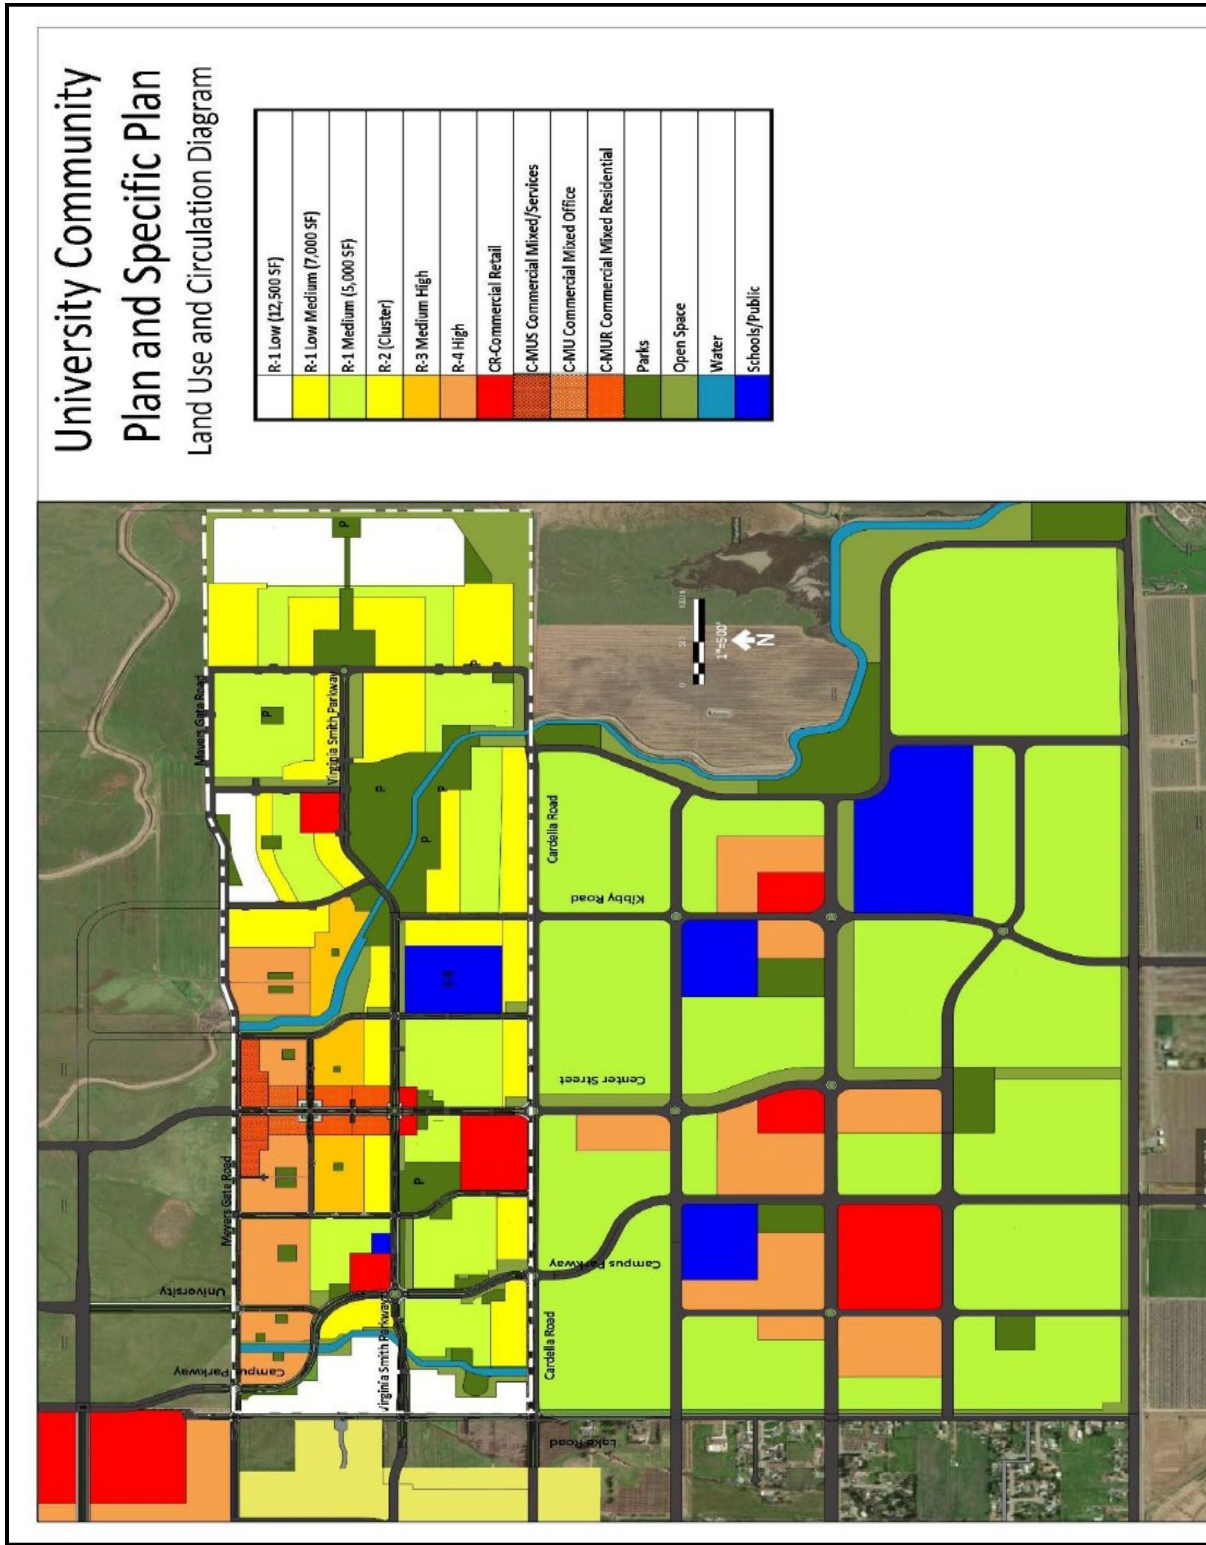 University Community
Plan and Specific Plan
Land Use and Circulation Diagram
R-1 Low (12,500 SF)
R-1 Low Medium (7,000 SF)
R-1 Medium (5,000 SF)
R-2 (Cluster)
R-3 Medium High
R-4 High
CR-Commercial Retail
C-MUS Commercial Mixed/Services
C-MU Commercial Mixed Office
C-MUR Commercial Mixed Residential
Parks
Open Space
Water
Schools/Public
Meyers Gate Road
Virginia Smith Parkway
P
P
P
P
P
P
P
Cardella Road
Kibby Road
Center Street
Meyers Gate Road
University
Campus Parkway
Virginia Smith Parkway
Campus Parkway
Cardella Road
Lake Road
K-8
0
1"=500'
N